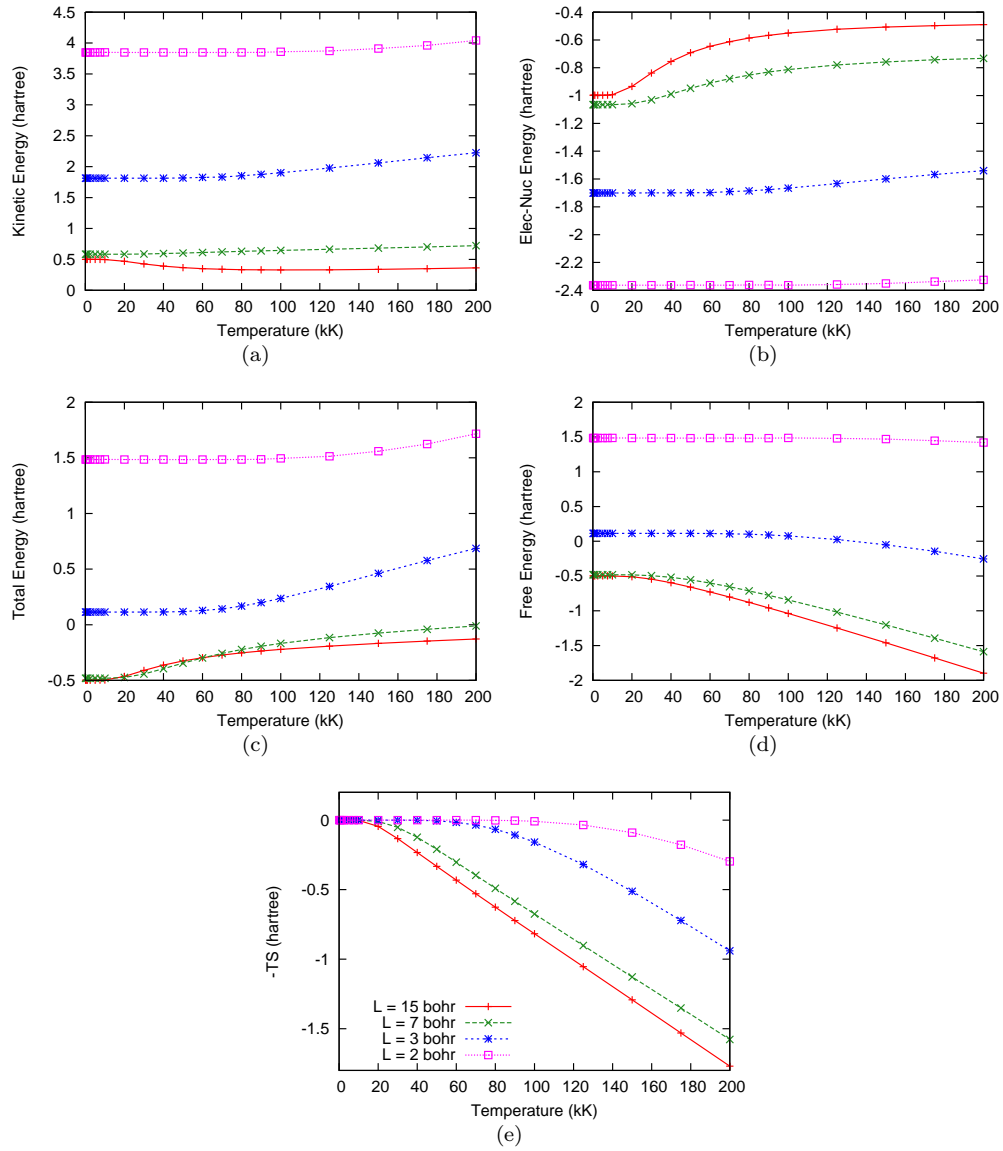 4.5
4
3.5
3
2.5
2
1.5
1
0.5
0
Kinetic Energy (hartree)
0 20 40 60 80 100 120 140 160 180 200
Temperature (kK)
(a)
-0.4
-0.6
-0.8
-1
-1.2
-1.4
-1.6
-1.8
-2
-2.2
-2.4
Elec-Nuc Energy (hartree)
0 20 40 60 80 100 120 140 160 180 200
Temperature (kK)
(b)
2
1.5
1
0.5
0
-0.5
Total Energy (hartree)
0 20 40 60 80 100 120 140 160 180 200
Temperature (kK)
(c)
2
1.5
1
0.5
0
-0.5
-1
-1.5
-2
Free Energy (hartree)
0 20 40 60 80 100 120 140 160 180 200
Temperature (kK)
(d)
0
-0.5
-1
-1.5
-TS (hartree)
L = 15 bohr
L = 7 bohr
L = 3 bohr
L = 2 bohr
0 20 40 60 80 100 120 140 160 180 200
Temperature (kK)
(e)